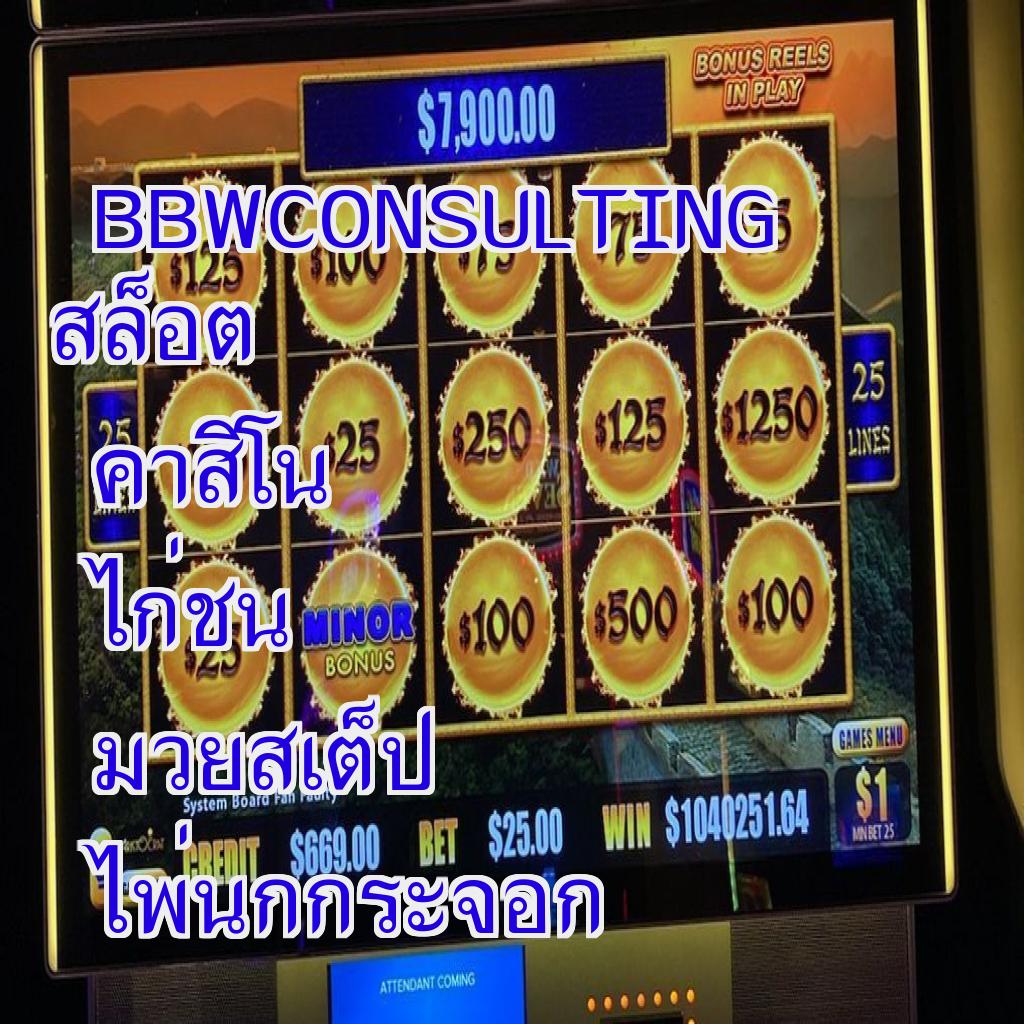 BONUS REELS
IN PLAY
$7,900.00
BBWCONSULTING
$125 $100 $75 $75
สล็อต
25 $25 $250 $125 $1250 25
LINES
คาสิโน
ไก่ชน
$25 MINOR $100 $500 $100
BONUS
มวยสเต็ป
GAMES MENU
System Board Fan Faulty
CREDIT $669.00 BET $25.00 WIN $1040251.64 $1
MIN BET 25
ไพ่นกกระจอก
ATTENDANT COMING